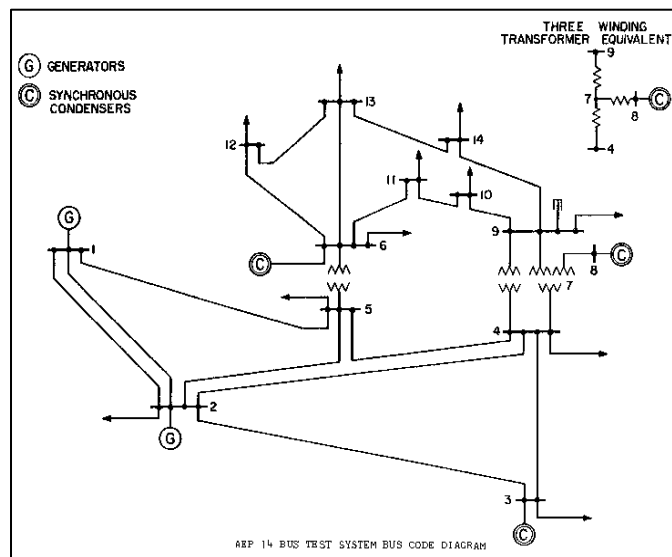 THREE WINDING
TRANSFORMER EQUIVALENT
9
7
8
C
4
G GENERATORS
C SYNCHRONOUS
CONDENSERS
13
14
12
11
10
G
1
C
6
9
8
C
7
5
4
2
G
3
C
AEP 14 BUS TEST SYSTEM BUS CODE DIAGRAM